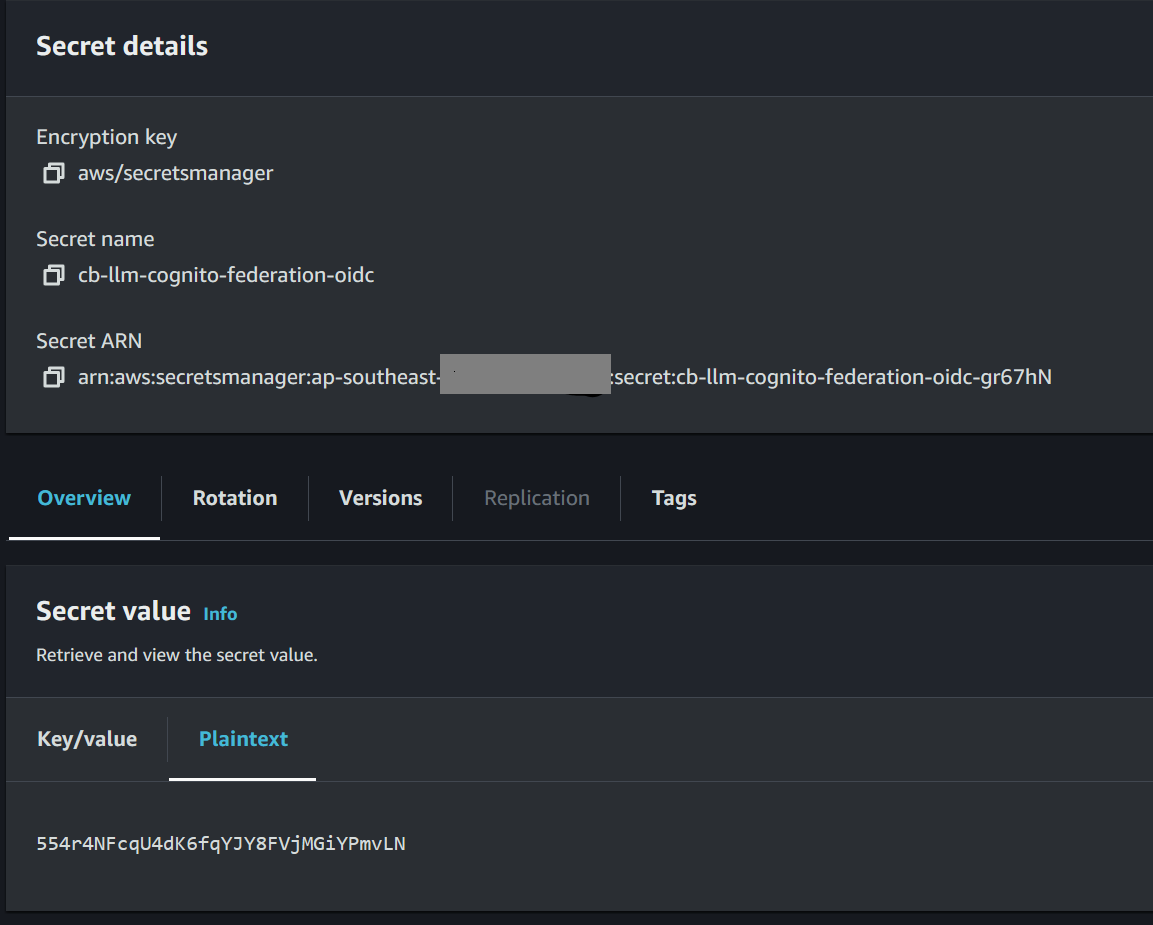 Secret details
Encryption key
aws/secretsmanager
Secret name
cb-llm-cognito-federation-oidc
Secret ARN
arn:aws:secretsmanager:ap-southeast- :secret:cb-llm-cognito-federation-oidc-gr67hN
Overview Rotation Versions Replication Tags
Secret value Info
Retrieve and view the secret value.
Key/value Plaintext
554r4NFcqU4dK6fqYJY8FVjMGiYPmvLN